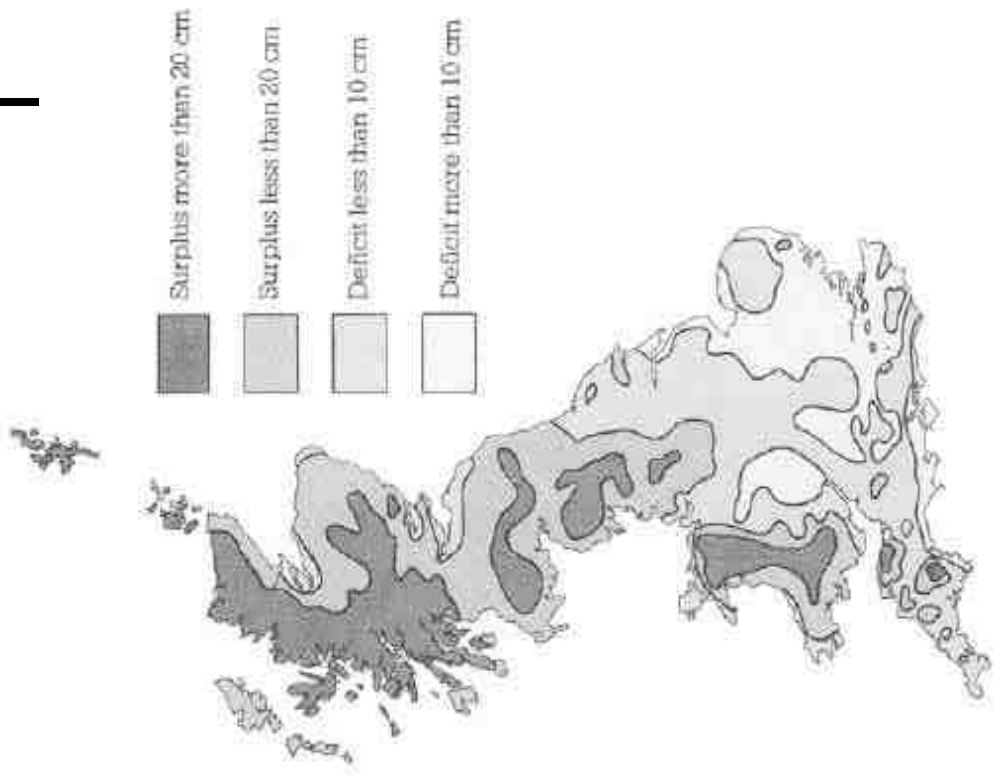 Surplus more than 20 cm
Surplus less than 20 cm
Deficit less than 10 cm
Deficit more than 10 cm